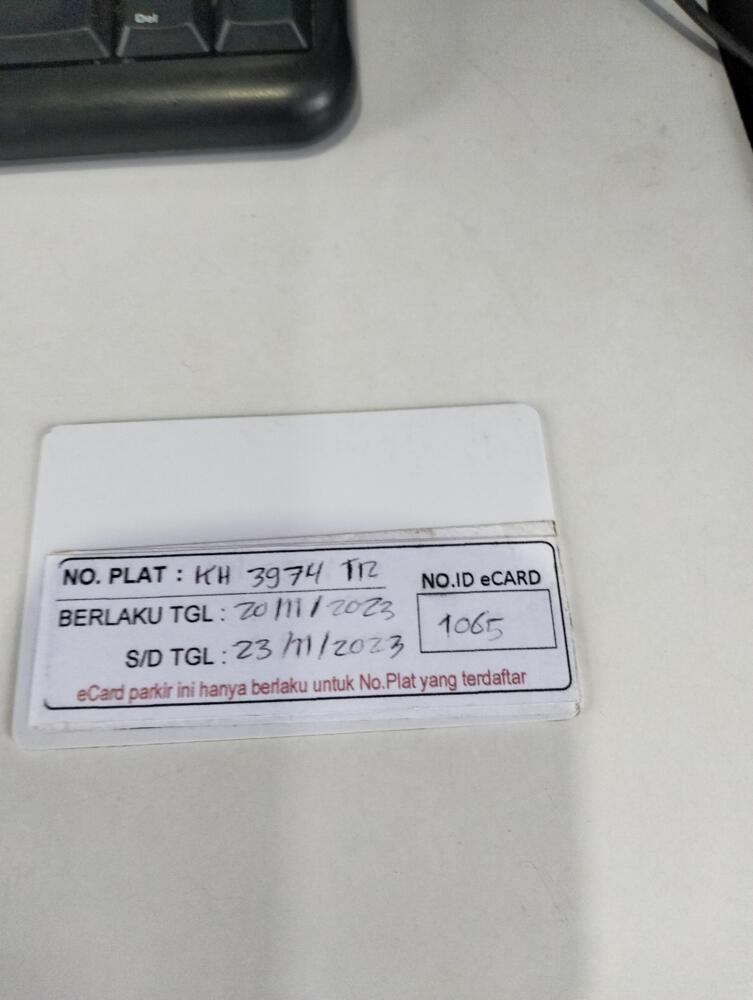 Del
NO. PLAT : KH 3974 TR
BERLAKU TGL : 20/11/2023
S/D TGL : 23/11/2023
NO.ID eCARD
1065
eCard parkir ini hanya berlaku untuk No.Plat yang terdaftar